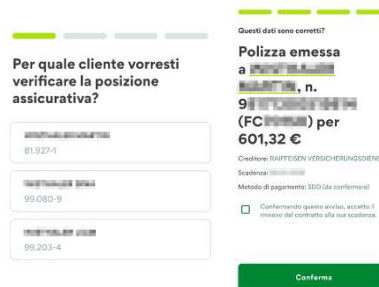 Per quale cliente vorresti
verificare la posizione
assicurativa?
81.927-1
99.080-9
99.203-4
Questi dati sono corretti?
Polizza emessa
a
, n.
9
(FC) per
601,32 €
Creditore: RAIFFEISEN VERSICHERUNGSDIENS
Scadenza:
Metodo di pagamento: SDD (da confermare)
Confermando questo avviso, accetto il
rinnovo del contratto alla sua scadenza.
Conferma